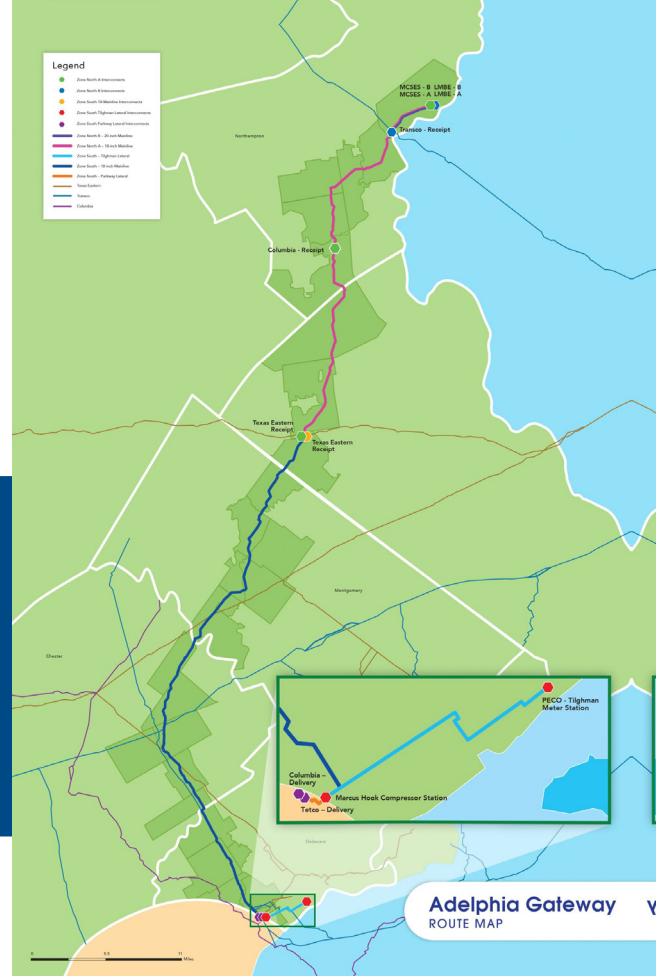 Legend
Zone North A Interconnects
Zone North B Interconnects
Zone South 18 Mainline Interconnects
Zone South Tilghman Lateral Interconnects
Zone South Parkway Lateral Interconnects
Zone North B – 20 inch Mainline
Zone North A – 18 inch Mainline
Zone South – Tilghman Lateral
Zone South – 18 inch Mainline
Zone South – Parkway Lateral
Texas Eastern
Transco
Columbia
MCSES - B LMBE - B
MCSES - A LMBE - A
Transco - Receipt
Northampton
Columbia - Receipt
Texas Eastern
Receipt
Texas Eastern
Receipt
Montgomery
Chester
PECO - Tilghman
Meter Station
Columbia –
Delivery
Marcus Hook Compressor Station
Tetco – Delivery
Delaware
Adelphia Gateway
ROUTE MAP
0 5.5 11
Miles